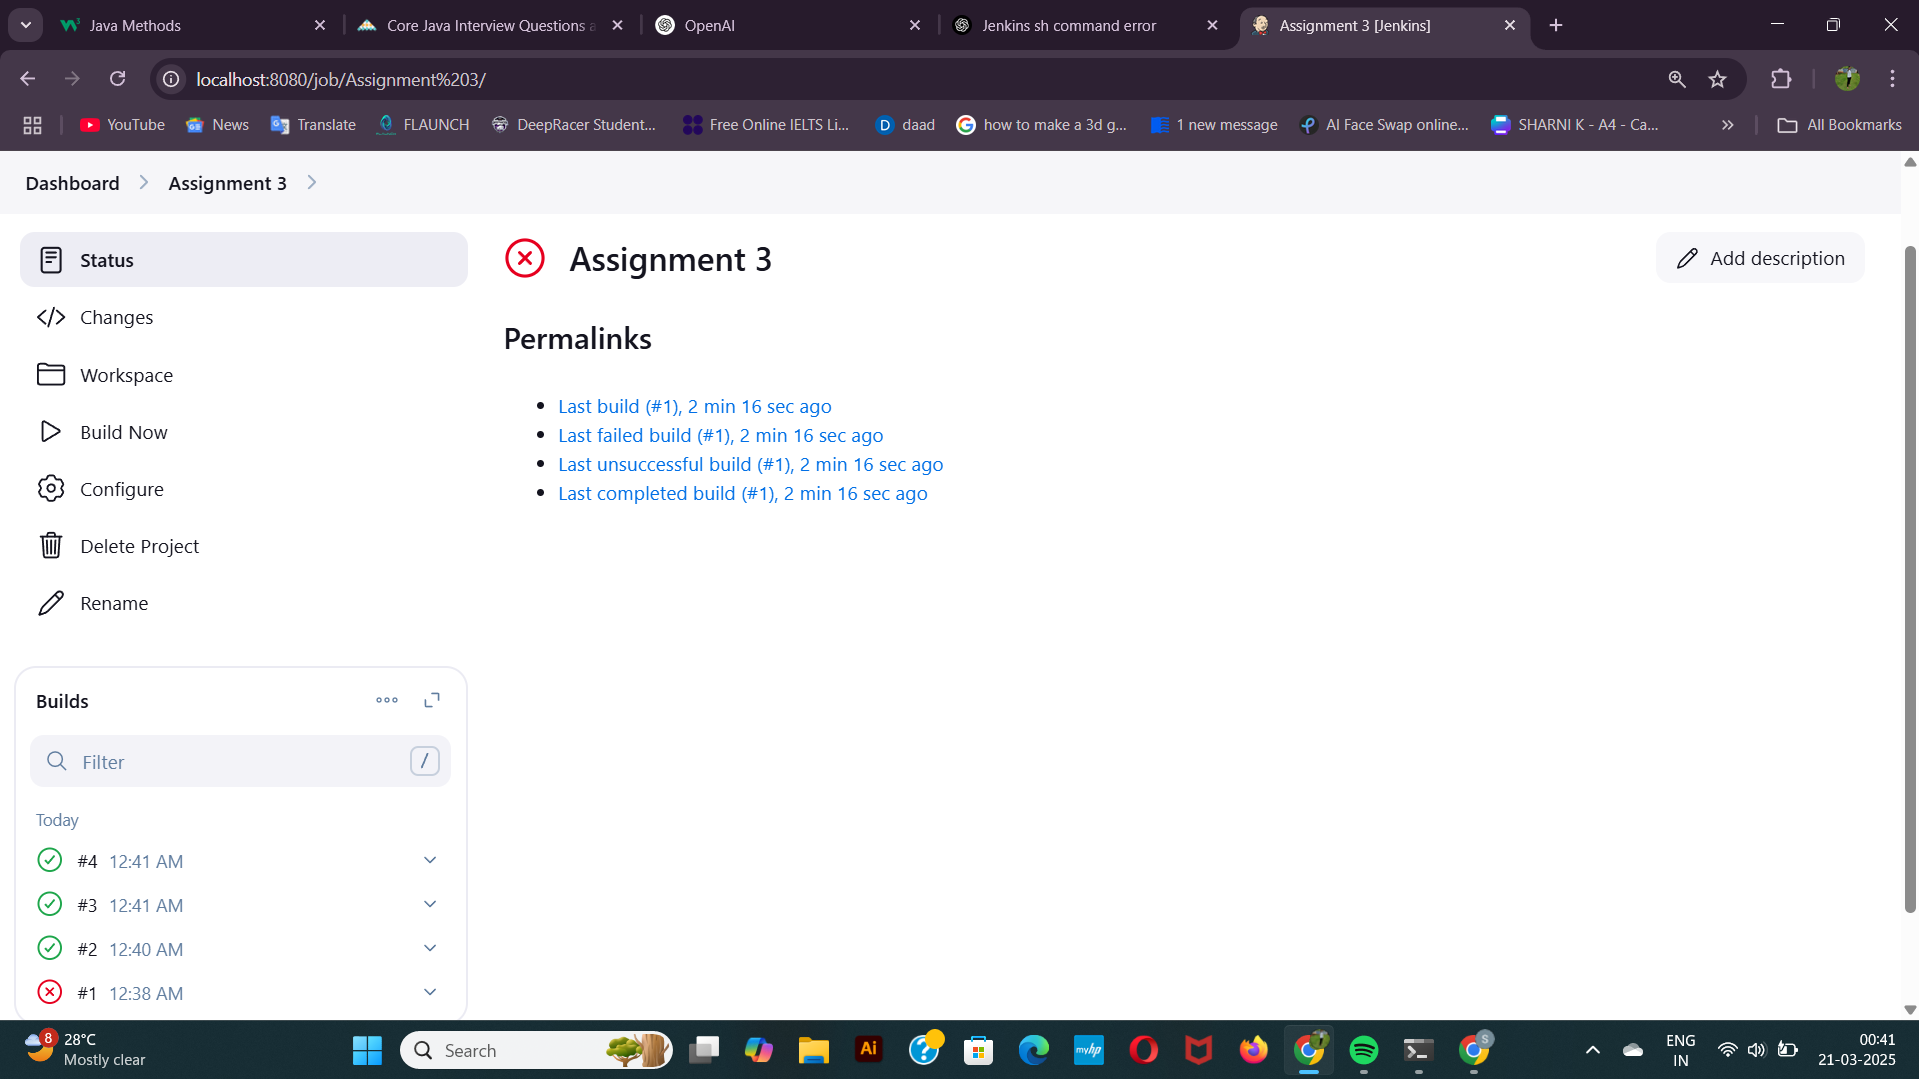 Java Methods
Core Java Interview Questions a
OpenAI
Jenkins sh command error
Assignment 3 [Jenkins]
localhost:8080/job/Assignment%203/
YouTube
News
Translate
FLAUNCH
DeepRacer Student...
Free Online IELTS Li...
D daad
how to make a 3d g...
1 new message
AI Face Swap online...
SHARNI K - A4 - Ca...
All Bookmarks
Dashboard
Assignment 3
Status
Changes
Workspace
Build Now
Configure
Delete Project
Rename
Assignment 3
Add description
Permalinks
Last build (#1), 2 min 16 sec ago
Last failed build (#1), 2 min 16 sec ago
Last unsuccessful build (#1), 2 min 16 sec ago
Last completed build (#1), 2 min 16 sec ago
Builds
Filter /
Today
#4 12:41 AM
#3 12:41 AM
#2 12:40 AM
#1 12:38 AM
8
28°C
Mostly clear
Search
Ai
?
myhp
S
ENG
IN
00:41
21-03-2025